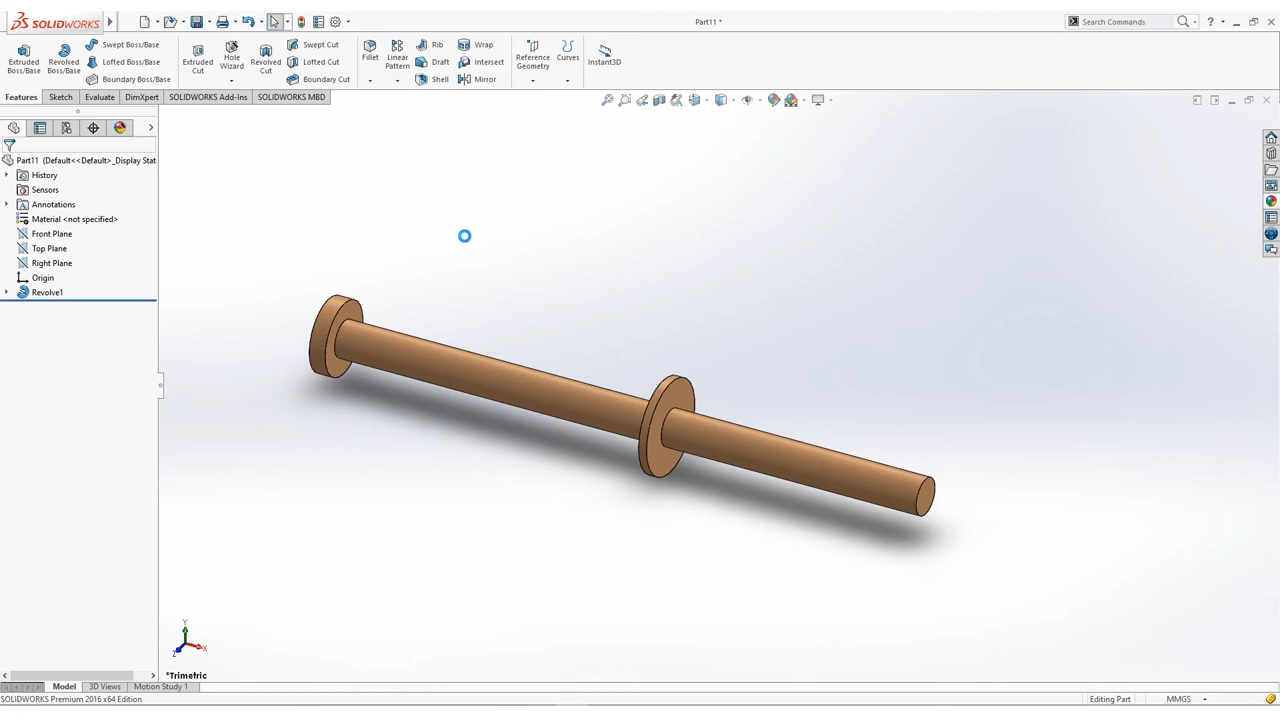 SOLIDWORKS
Part11 *
Search Commands
?
Extruded Boss/Base
Revolved Boss/Base
Swept Boss/Base
Lofted Boss/Base
Boundary Boss/Base
Extruded Cut
Hole Wizard
Revolved Cut
Swept Cut
Lofted Cut
Boundary Cut
Fillet
Linear Pattern
Rib
Draft
Shell
Wrap
Intersect
Mirror
Reference Geometry
Curves
Instant3D
Features
Sketch
Evaluate
DimXpert
SOLIDWORKS Add-Ins
SOLIDWORKS MBD
Part11 (Default<<Default>_Display Stat
History
Sensors
Annotations
Material <not specified>
Front Plane
Top Plane
Right Plane
Origin
Revolve1
Y
X
Z
*Trimetric
Model
3D Views
Motion Study 1
SOLIDWORKS Premium 2016 x64 Edition
Editing Part
MMGS